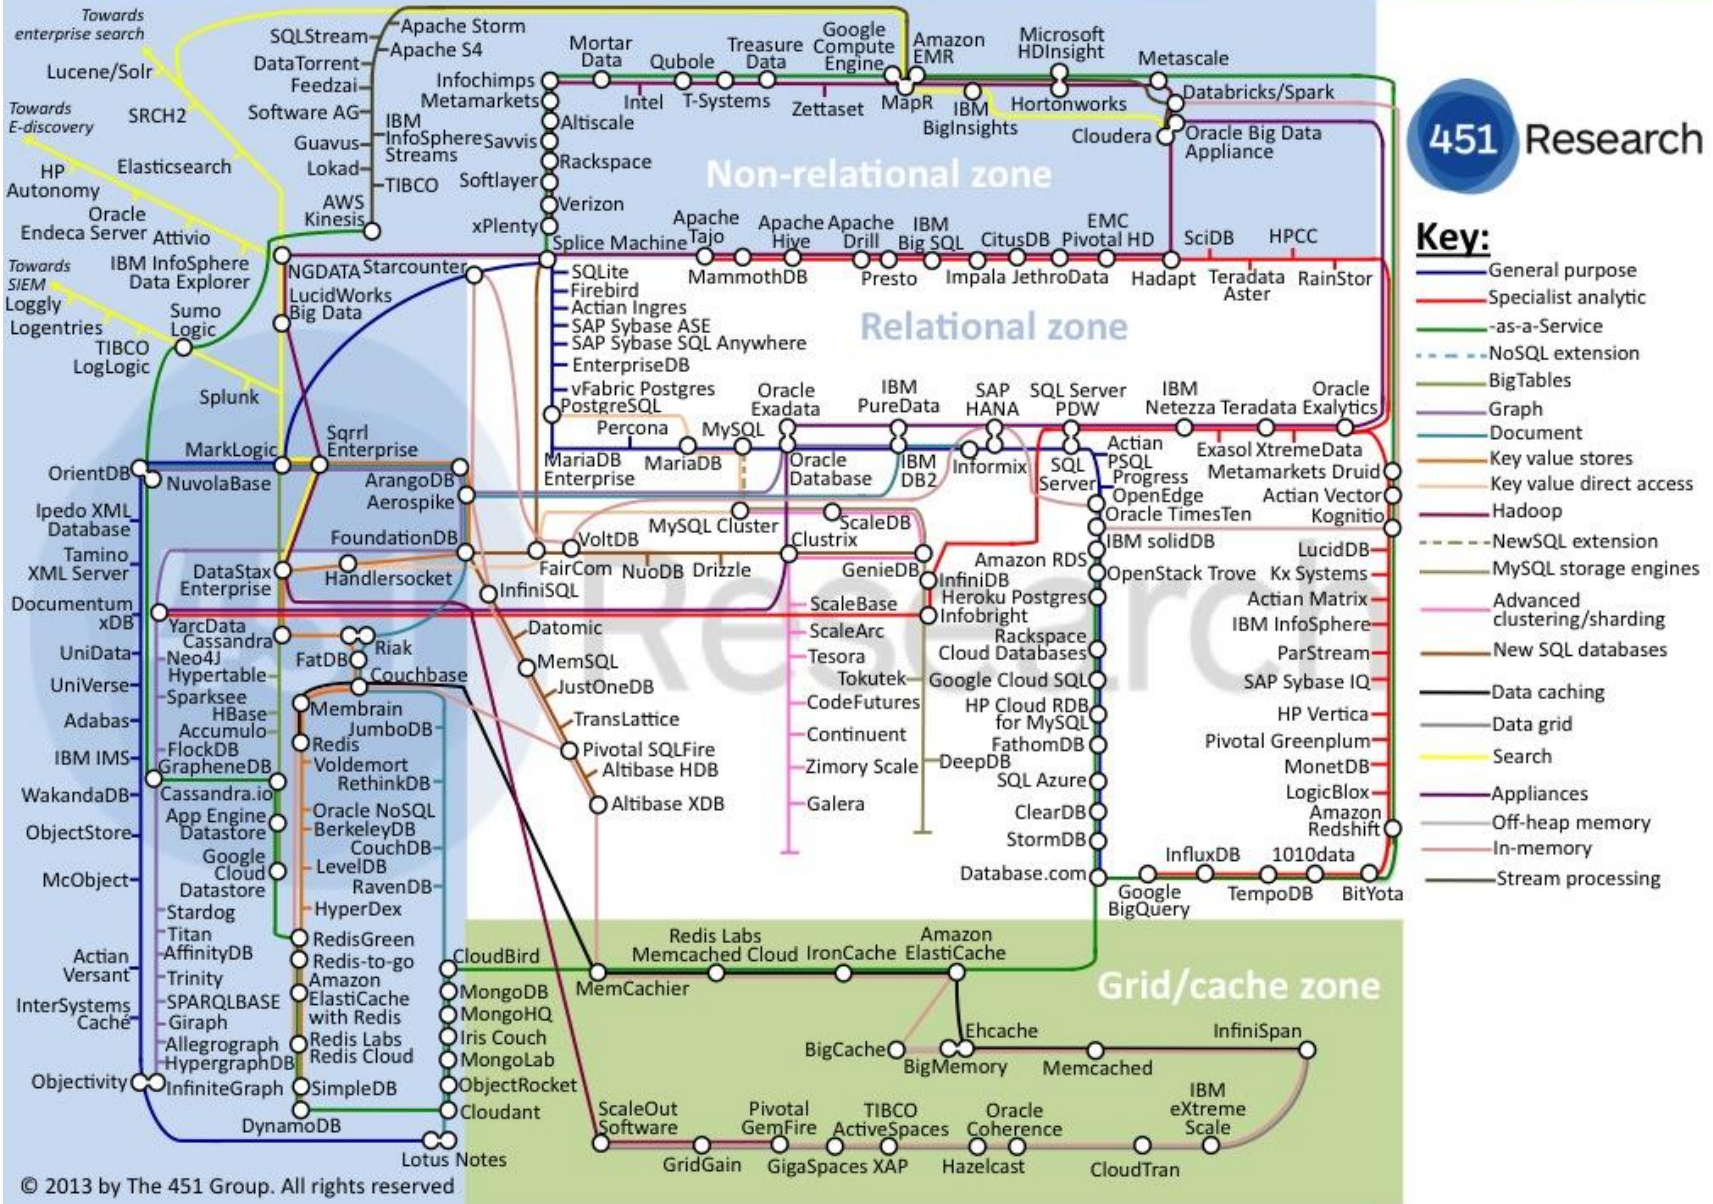 Towards
enterprise search
Lucene/Solr
SRCH2
Towards
E-discovery
HP
Autonomy
Elasticsearch
Oracle
Endeca Server
Attivio
IBM InfoSphere
Data Explorer
Towards
SIEM
Loggly
Logentries
Sumo
Logic
TIBCO
LogLogic
Splunk
SQLStream
DataTorrent
Feedzai
Software AG
Guavus
Lokad
AWS
Kinesis
Apache Storm
Apache S4
IBM
InfoSphere
Streams
TIBCO
Infochimps
Metamarkets
Altiscale
Savvis
Rackspace
Softlayer
Verizon
xPlenty
Mortar
Data
Intel
Qubole
T-Systems
Treasure
Data
Zettaset
Google
Compute
Engine
Amazon
EMR
MapR
IBM
BigInsights
Microsoft
HDInsight
Hortonworks
Metascale
Databricks/Spark
Cloudera
Oracle Big Data
Appliance
Non-relational zone
Splice Machine
Apache
Tajo
MammothDB
Apache
Hive
Apache
Drill
Presto
IBM
Big SQL
Impala
CitusDB
JethroData
EMC
Pivotal HD
Hadapt
SciDB
Teradata
Aster
HPCC
RainStor
Relational zone
NGDATA
Starcounter
LucidWorks
Big Data
SQLite
Firebird
Actian Ingres
SAP Sybase ASE
SAP Sybase SQL Anywhere
EnterpriseDB
vFabric Postgres
PostgreSQL
Percona
MariaDB
Enterprise
MariaDB
MySQL
Oracle
Exadata
Oracle
Database
IBM
PureData
IBM
DB2
SAP
HANA
Informix
SQL Server
PDW
SQL
Server
IBM
Netezza
Teradata
Oracle
Exalytics
Exasol
XtremeData
Actian
PSQL
Progress
OpenEdge
Oracle TimesTen
IBM solidDB
Metamarkets Druid
Actian Vector
Kognitio
LucidDB
Kx Systems
Actian Matrix
IBM InfoSphere
ParStream
SAP Sybase IQ
HP Vertica
Pivotal Greenplum
MonetDB
LogicBlox
Amazon
Redshift
InfluxDB
1010data
Google
BigQuery
TempoDB
BitYota
MarkLogic
Sqrrl
Enterprise
OrientDB
NuvolaBase
ArangoDB
Aerospike
Ipedo XML
Database
Tamino
XML Server
Documentum
xDB
UniData
UniVerse
Adabas
IBM IMS
WakandaDB
ObjectStore
McObject
Actian
Versant
InterSystems
Caché
Objectivity
FoundationDB
DataStax
Enterprise
Handlersocket
MySQL Cluster
ScaleDB
VoltDB
Clustrix
FairCom
NuoDB
Drizzle
GenieDB
InfiniSQL
Amazon RDS
OpenStack Trove
InfiniDB
Heroku Postgres
Infobright
ScaleBase
ScaleArc
Tesora
Tokutek
CodeFutures
Continuent
DeepDB
Zimory Scale
Galera
Rackspace
Cloud Databases
Google Cloud SQL
HP Cloud RDB
for MySQL
FathomDB
SQL Azure
ClearDB
StormDB
Database.com
YarcData
Cassandra
Riak
Neo4J
FatDB
Hypertable
Couchbase
Sparksee
HBase
Membrain
Accumulo
JumboDB
FlockDB
Redis
GrapheneDB
Voldemort
RethinkDB
Cassandra.io
Oracle NoSQL
App Engine
Datastore
BerkeleyDB
CouchDB
Google
Cloud
Datastore
LevelDB
RavenDB
Stardog
HyperDex
Titan
AffinityDB
Trinity
SPARQLBASE
Giraph
Allegrograph
HypergraphDB
InfiniteGraph
RedisGreen
Redis-to-go
Amazon
ElastiCache
with Redis
Redis Labs
Redis Cloud
SimpleDB
DynamoDB
CloudBird
MongoDB
MongoHQ
Iris Couch
MongoLab
ObjectRocket
Cloudant
Lotus Notes
Datomic
MemSQL
JustOneDB
TransLattice
Pivotal SQLFire
Altibase HDB
Altibase XDB
MemCachier
Redis Labs
Memcached Cloud
IronCache
Amazon
ElastiCache
Grid/cache zone
BigCache
BigMemory
Ehcache
Memcached
InfiniSpan
ScaleOut
Software
GridGain
Pivotal
GemFire
GigaSpaces XAP
TIBCO
ActiveSpaces
Hazelcast
Oracle
Coherence
CloudTran
IBM
eXtreme
Scale
451 Research
© 2013 by The 451 Group. All rights reserved
451 Research
Key:
General purpose
Specialist analytic
-as-a-Service
NoSQL extension
BigTables
Graph
Document
Key value stores
Key value direct access
Hadoop
NewSQL extension
MySQL storage engines
Advanced
clustering/sharding
New SQL databases
Data caching
Data grid
Search
Appliances
Off-heap memory
In-memory
Stream processing